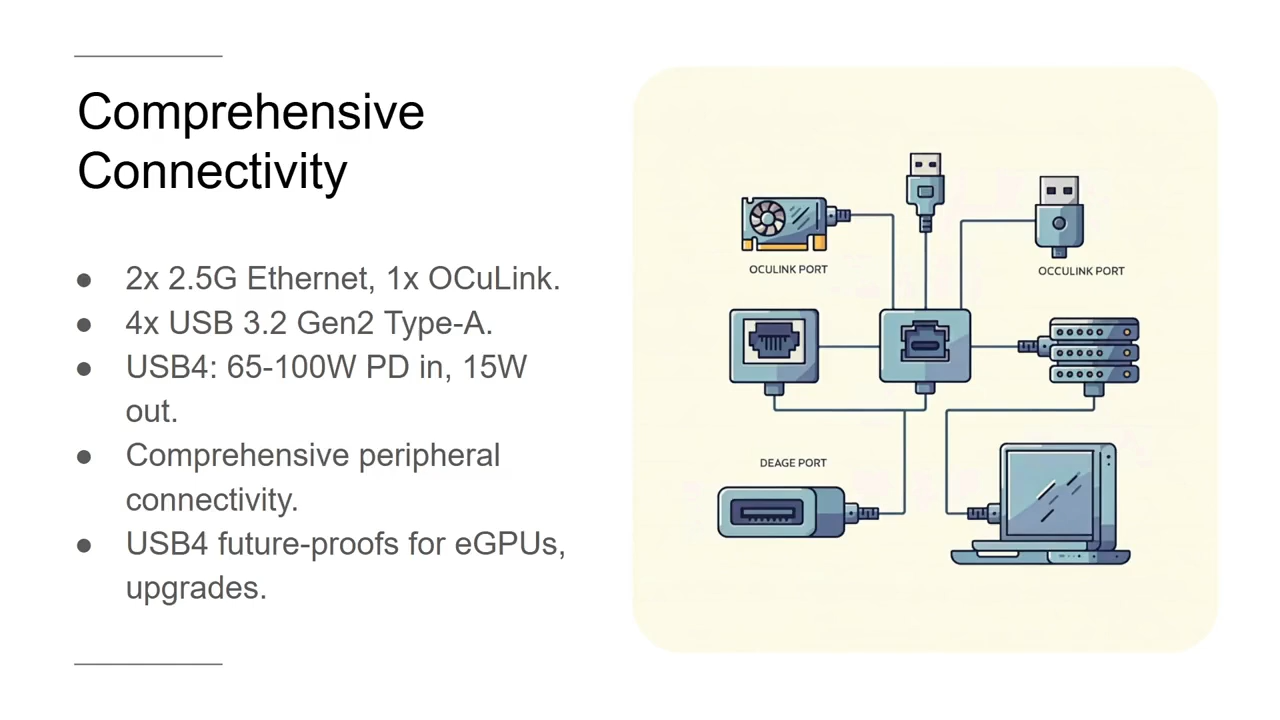 Comprehensive
Connectivity
● 2x 2.5G Ethernet, 1x OCuLink.
● 4x USB 3.2 Gen2 Type-A.
● USB4: 65-100W PD in, 15W
out.
● Comprehensive peripheral
connectivity.
● USB4 future-proofs for eGPUs,
upgrades.
OCULINK PORT
OCCULINK PORT
DEAGE PORT